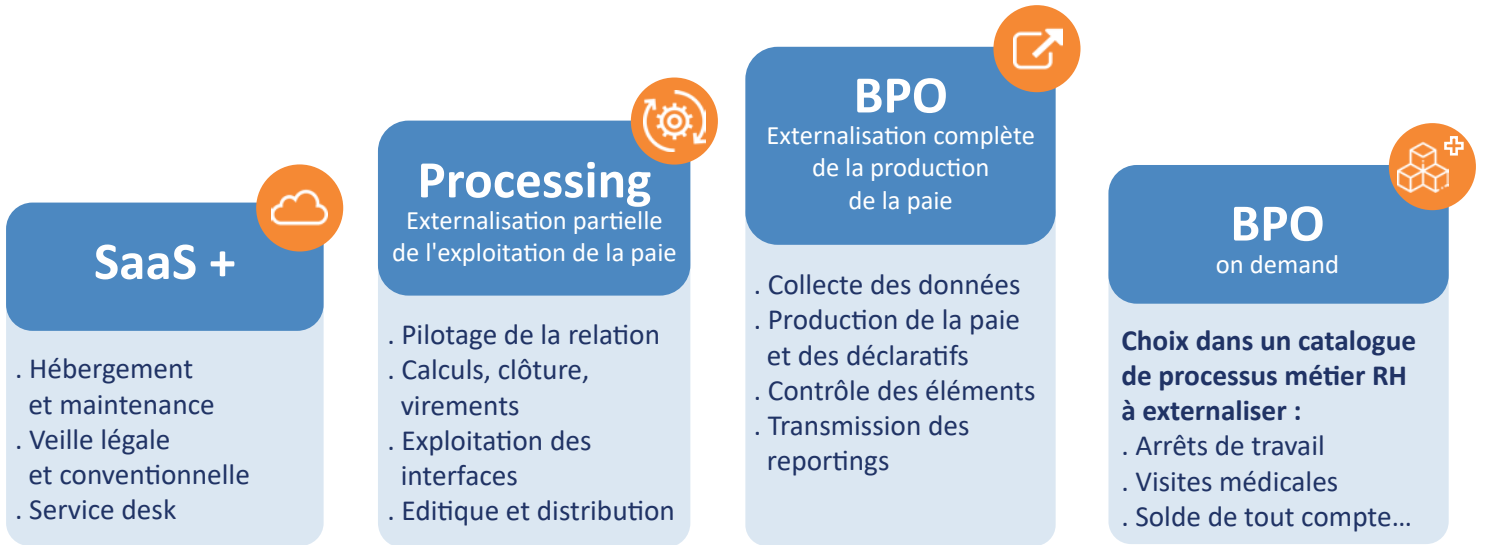 SaaS +
. Hébergement
et maintenance
. Veille légale
et conventionnelle
. Service desk
Processing
Externalisation partielle
de l'exploitation de la paie
. Pilotage de la relation
. Calculs, clôture,
virements
. Exploitation des
interfaces
. Editique et distribution
BPO
Externalisation complète
de la production
de la paie
. Collecte des données
. Production de la paie
et des déclaratifs
. Contrôle des éléments
. Transmission des
reportings
BPO
on demand
Choix dans un catalogue
de processus métier RH
à externaliser :
. Arrêts de travail
. Visites médicales
. Solde de tout compte…